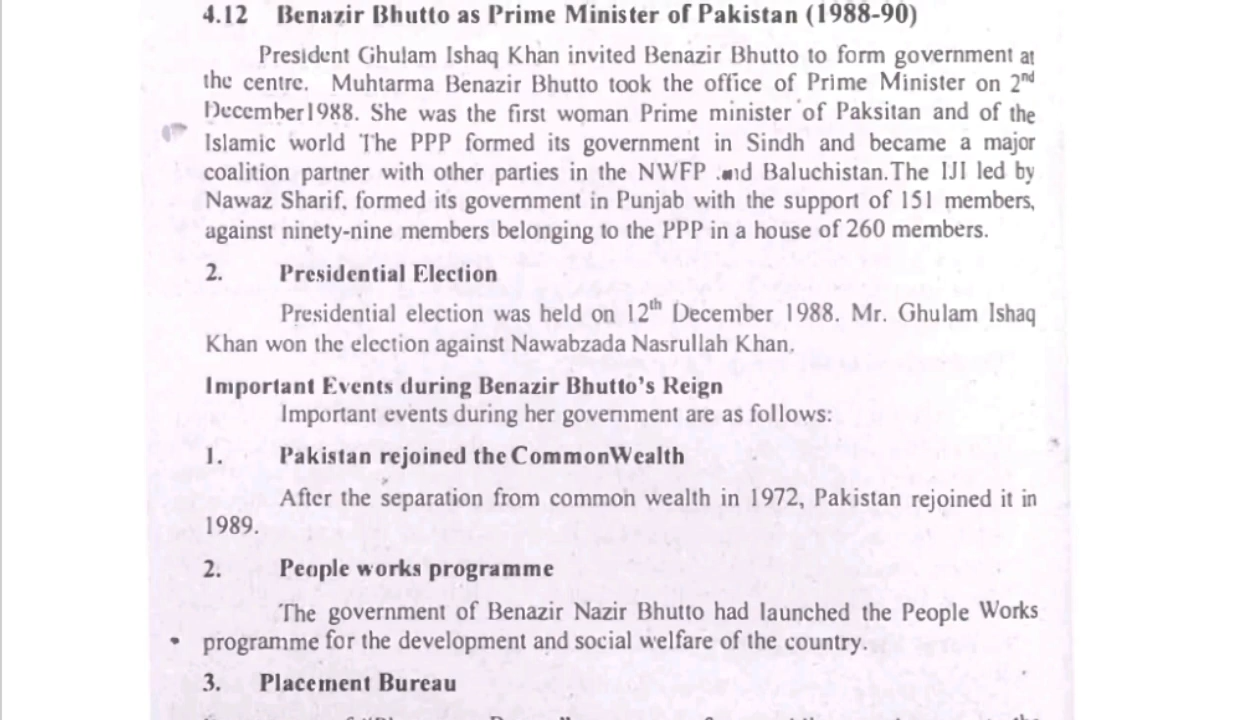 4.12 Benazir Bhutto as Prime Minister of Pakistan (1988-90)
President Ghulam Ishaq Khan invited Benazir Bhutto to form government at
the centre. Muhtarma Benazir Bhutto took the office of Prime Minister on 2nd
December1988. She was the first woman Prime minister of Paksitan and of the
Islamic world The PPP formed its government in Sindh and became a major
coalition partner with other parties in the NWFP and Baluchistan.The IJI led by
Nawaz Sharif, formed its government in Punjab with the support of 151 members,
against ninety-nine members belonging to the PPP in a house of 260 members.
2. Presidential Election
Presidential election was held on 12th December 1988. Mr. Ghulam Ishaq
Khan won the election against Nawabzada Nasrullah Khan.
Important Events during Benazir Bhutto's Reign
Important events during her government are as follows:
1. Pakistan rejoined the CommonWealth
After the separation from common wealth in 1972, Pakistan rejoined it in
1989.
2. People works programme
The government of Benazir Nazir Bhutto had launched the People Works
programme for the development and social welfare of the country.
3. Placement Bureau